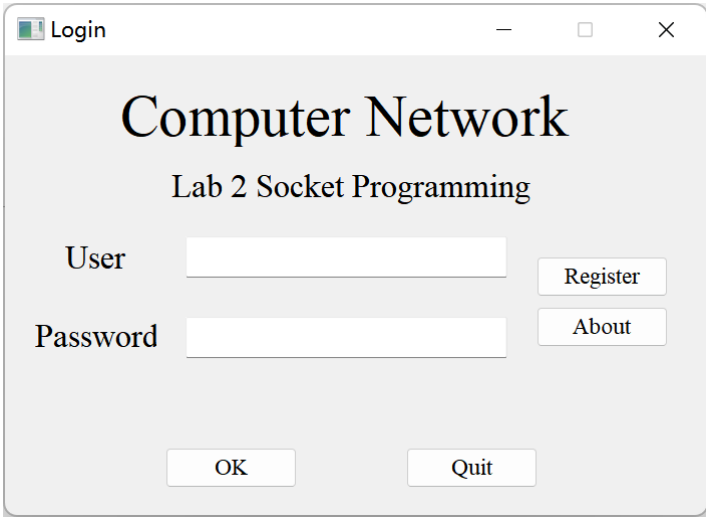 Login
Computer Network
Lab 2 Socket Programming
User
Register
About
Password
OK Quit